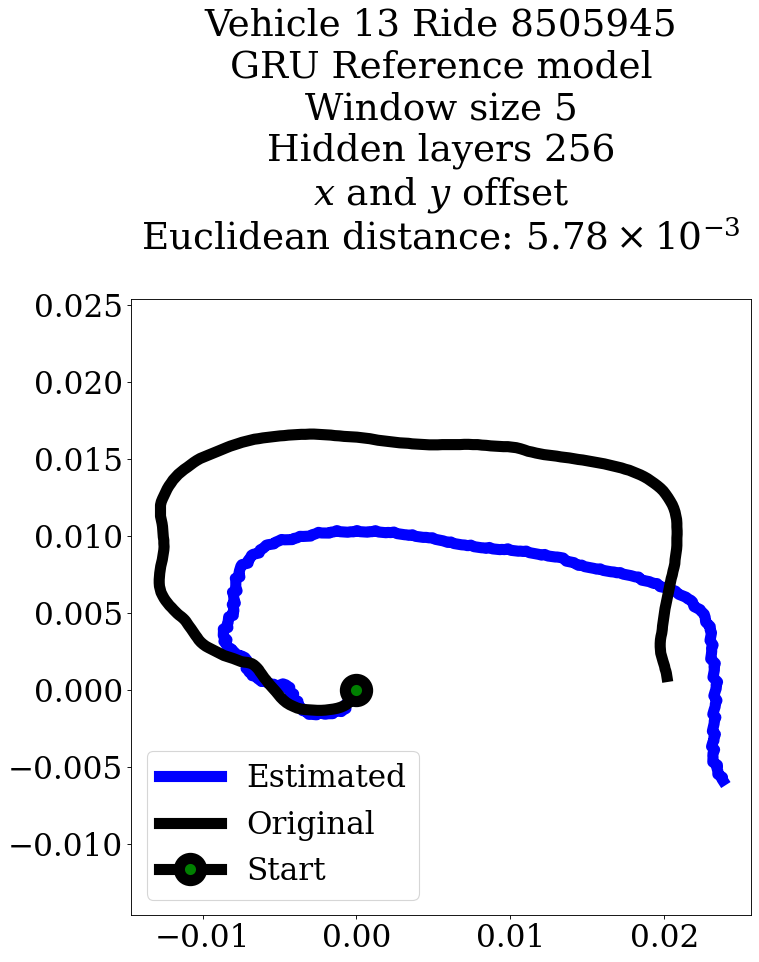 Vehicle 13 Ride 8505945
GRU Reference model
Window size 5
Hidden layers 256
x and y offset
Euclidean distance: 5.78 × 10⁻³
0.025
0.020
0.015
0.010
0.005
0.000
−0.005
−0.010
Estimated
Original
Start
−0.01 0.00 0.01 0.02